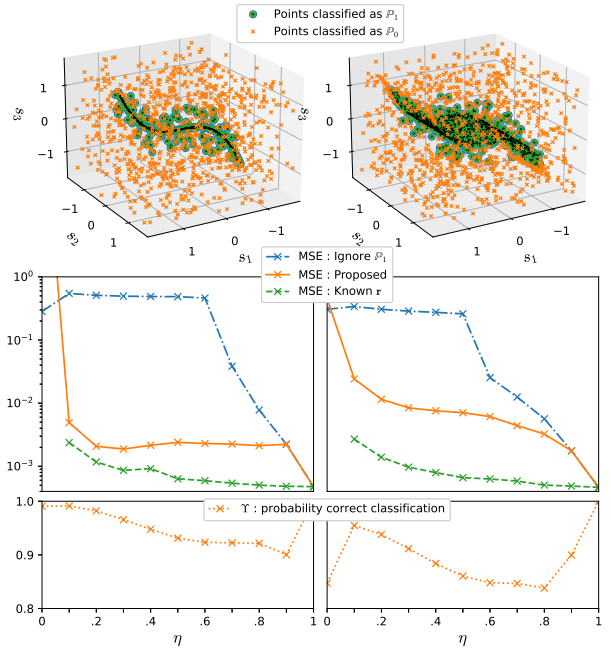 Points classified as ℙ₁
Points classified as ℙ₀
1
0
−1
s₃
−1
0
1
s₂
1
0
−1
s₁
1
0
−1
s₃
−1
0
1
s₂
1
0
−1
s₁
MSE : Ignore ℙ₁
MSE : Proposed
MSE : Known r
10⁰
10⁻¹
10⁻²
10⁻³
ϒ : probability correct classification
1.0
0.9
0.8
0 .2 .4 .6 .8 1
η
0 .2 .4 .6 .8 1
η